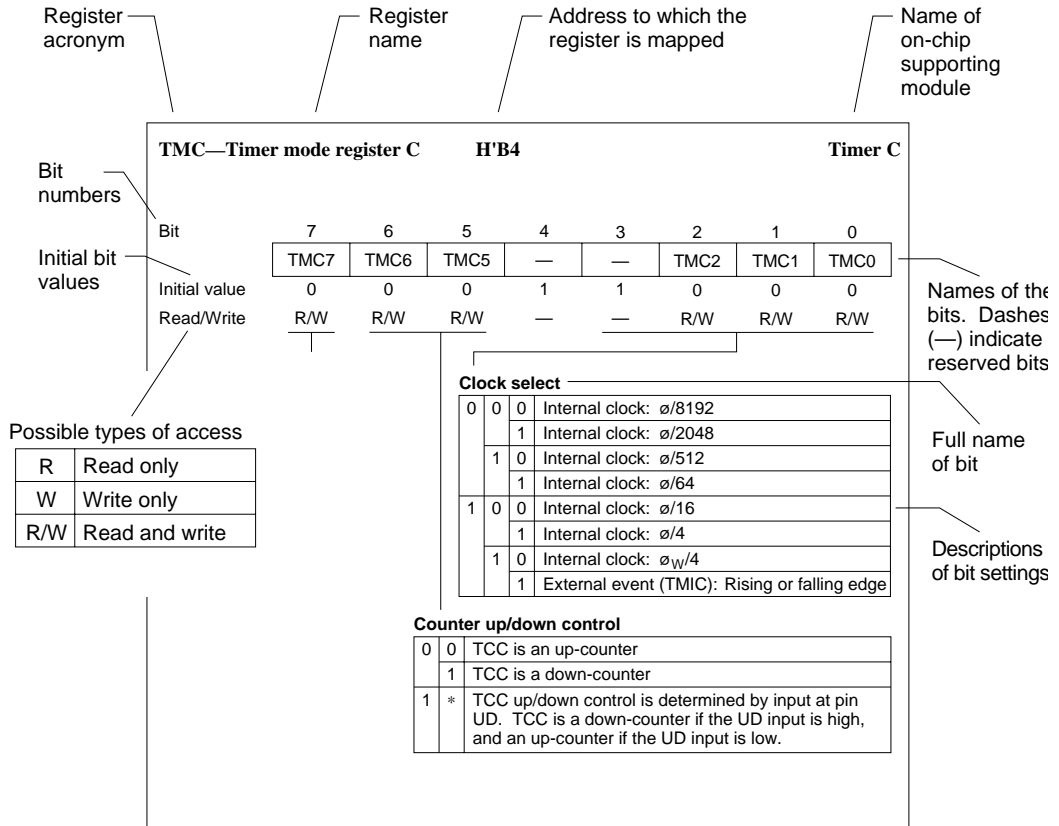 Register acronym
Register name
Address to which the register is mapped
Name of on-chip supporting module
TMC—Timer mode register C H'B4 Timer C
Bit numbers
Bit 7 6 5 4 3 2 1 0
Initial bit values
TMC7 TMC6 TMC5 — — TMC2 TMC1 TMC0
Initial value 0 0 0 1 1 0 0 0
Read/Write R/W R/W R/W — — R/W R/W R/W
Names of the
bits. Dashes
(—) indicate
reserved bits
Clock select
0 0 0 Internal clock: ø/8192
1 Internal clock: ø/2048
1 0 Internal clock: ø/512
1 Internal clock: ø/64
1 0 0 Internal clock: ø/16
1 Internal clock: ø/4
1 0 Internal clock: øW/4
1 External event (TMIC): Rising or falling edge
Full name
of bit
Descriptions
of bit settings
Possible types of access
R Read only
W Write only
R/W Read and write
Counter up/down control
0 0 TCC is an up-counter
1 TCC is a down-counter
1 * TCC up/down control is determined by input at pin
UD. TCC is a down-counter if the UD input is high,
and an up-counter if the UD input is low.